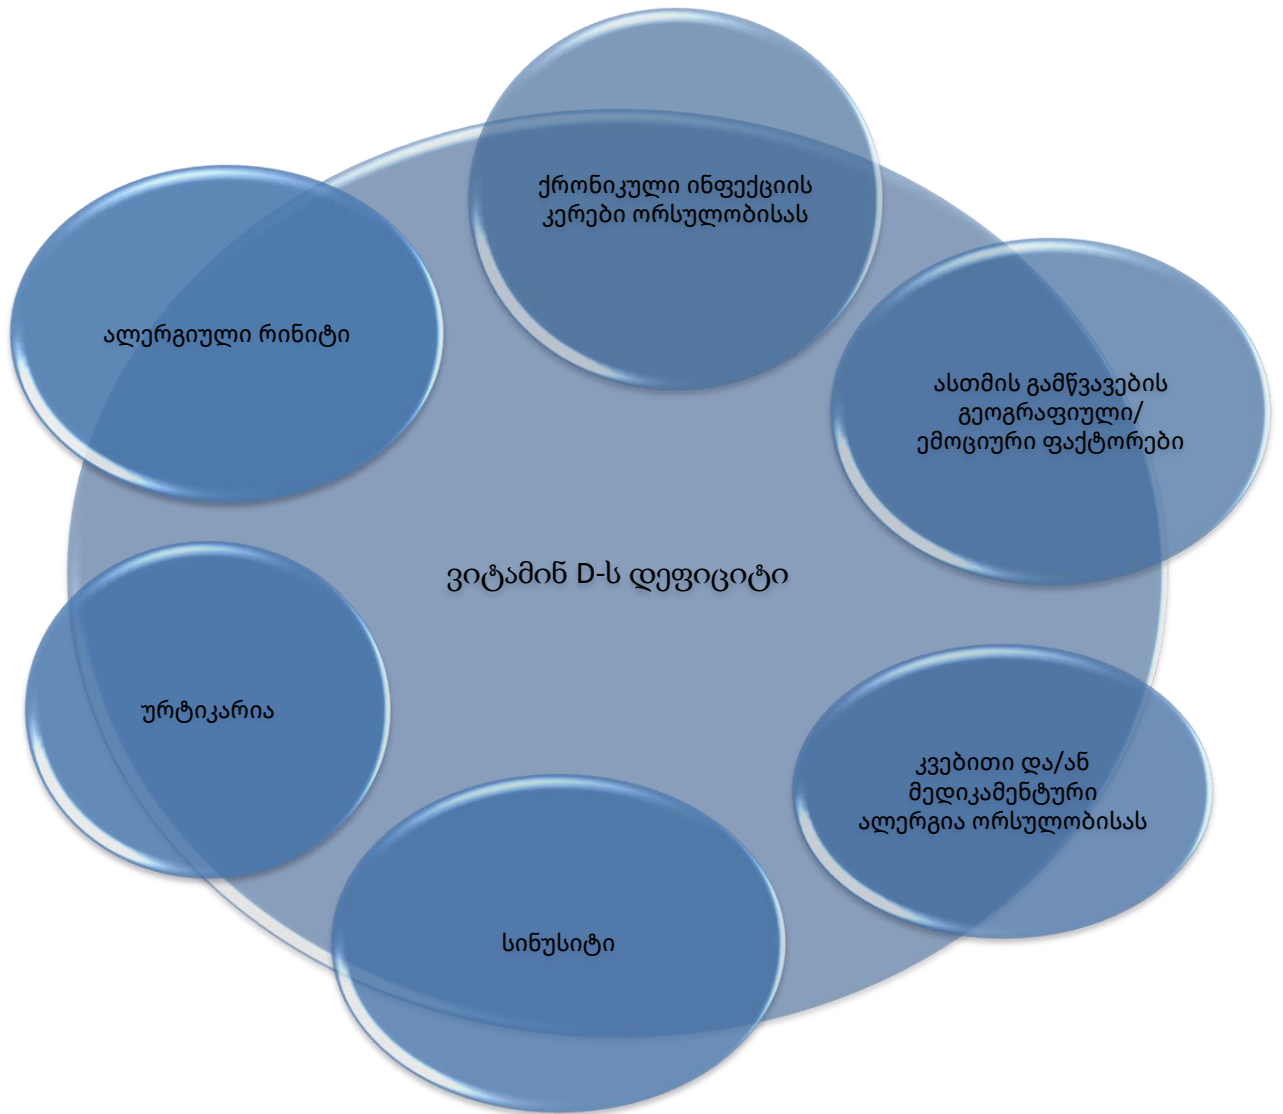 ქრონიკული ინფექციის
კერები ორსულობისას
ალერგიული რინიტი
ასთმის გამწვავების
გეოგრაფიული/
ემოციური ფაქტორები
ვიტამინ D-ს დეფიციტი
ურტიკარია
კვებითი და/ან
მედიკამენტური
ალერგია ორსულობისას
სინუსიტი